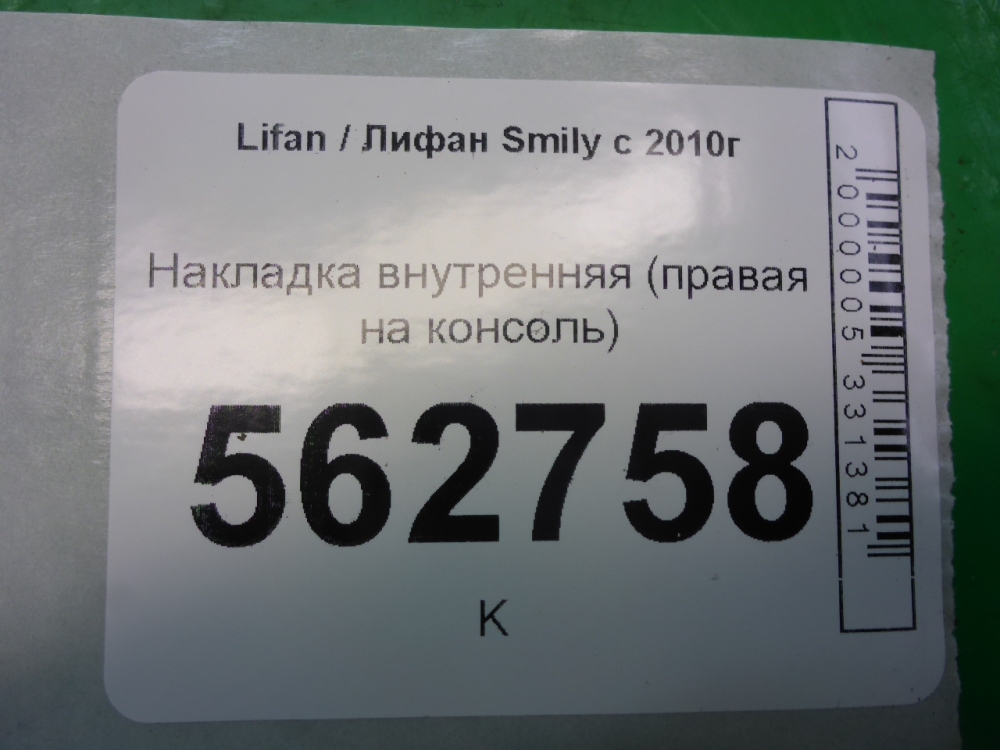 Lifan / Лифан Smily с 2010г
Накладка внутренняя (правая
на консоль)
562758
К
2000005331381